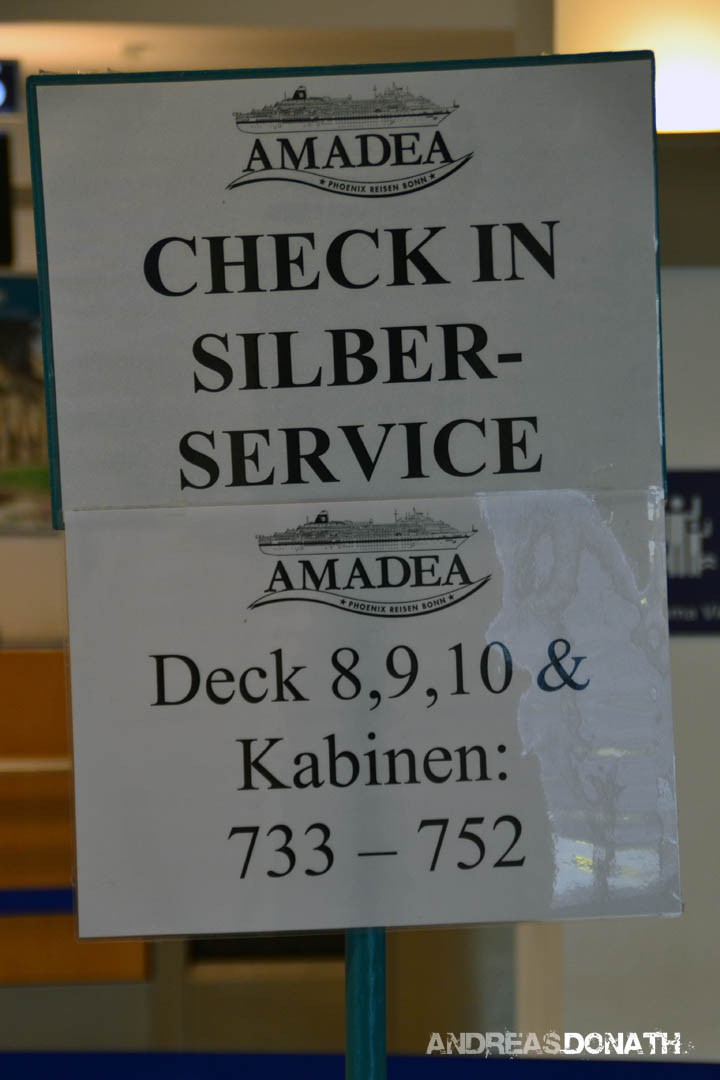 AMADEA
★ PHOENIX REISEN BONN ★
CHECK IN
SILBER-
SERVICE
AMADEA
★ PHOENIX REISEN BONN ★
Deck 8,9,10 &
Kabinen:
733 – 752
ANDREASDONATH